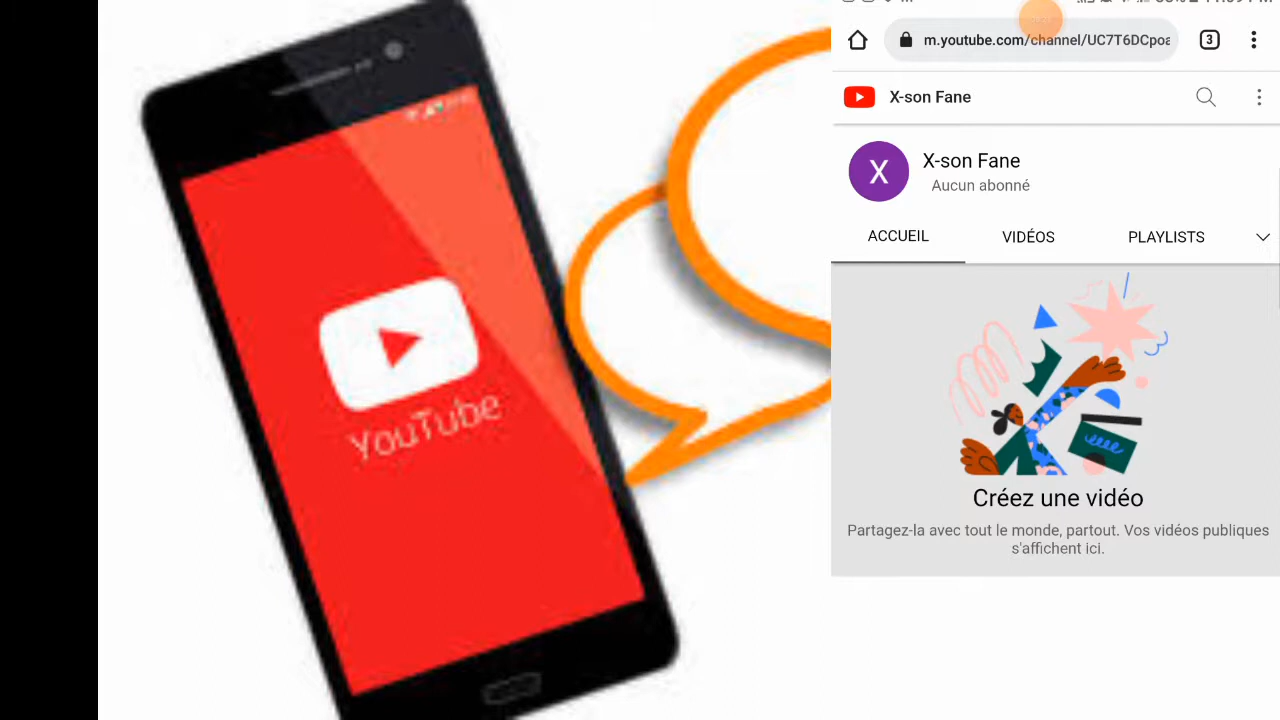 YouTube
m.youtube.com/channel/UC7T6DCpoa
3
X-son Fane
X
X-son Fane
Aucun abonné
ACCUEIL
VIDÉOS
PLAYLISTS
Créez une vidéo
Partagez-la avec tout le monde, partout. Vos vidéos publiques
s'affichent ici.